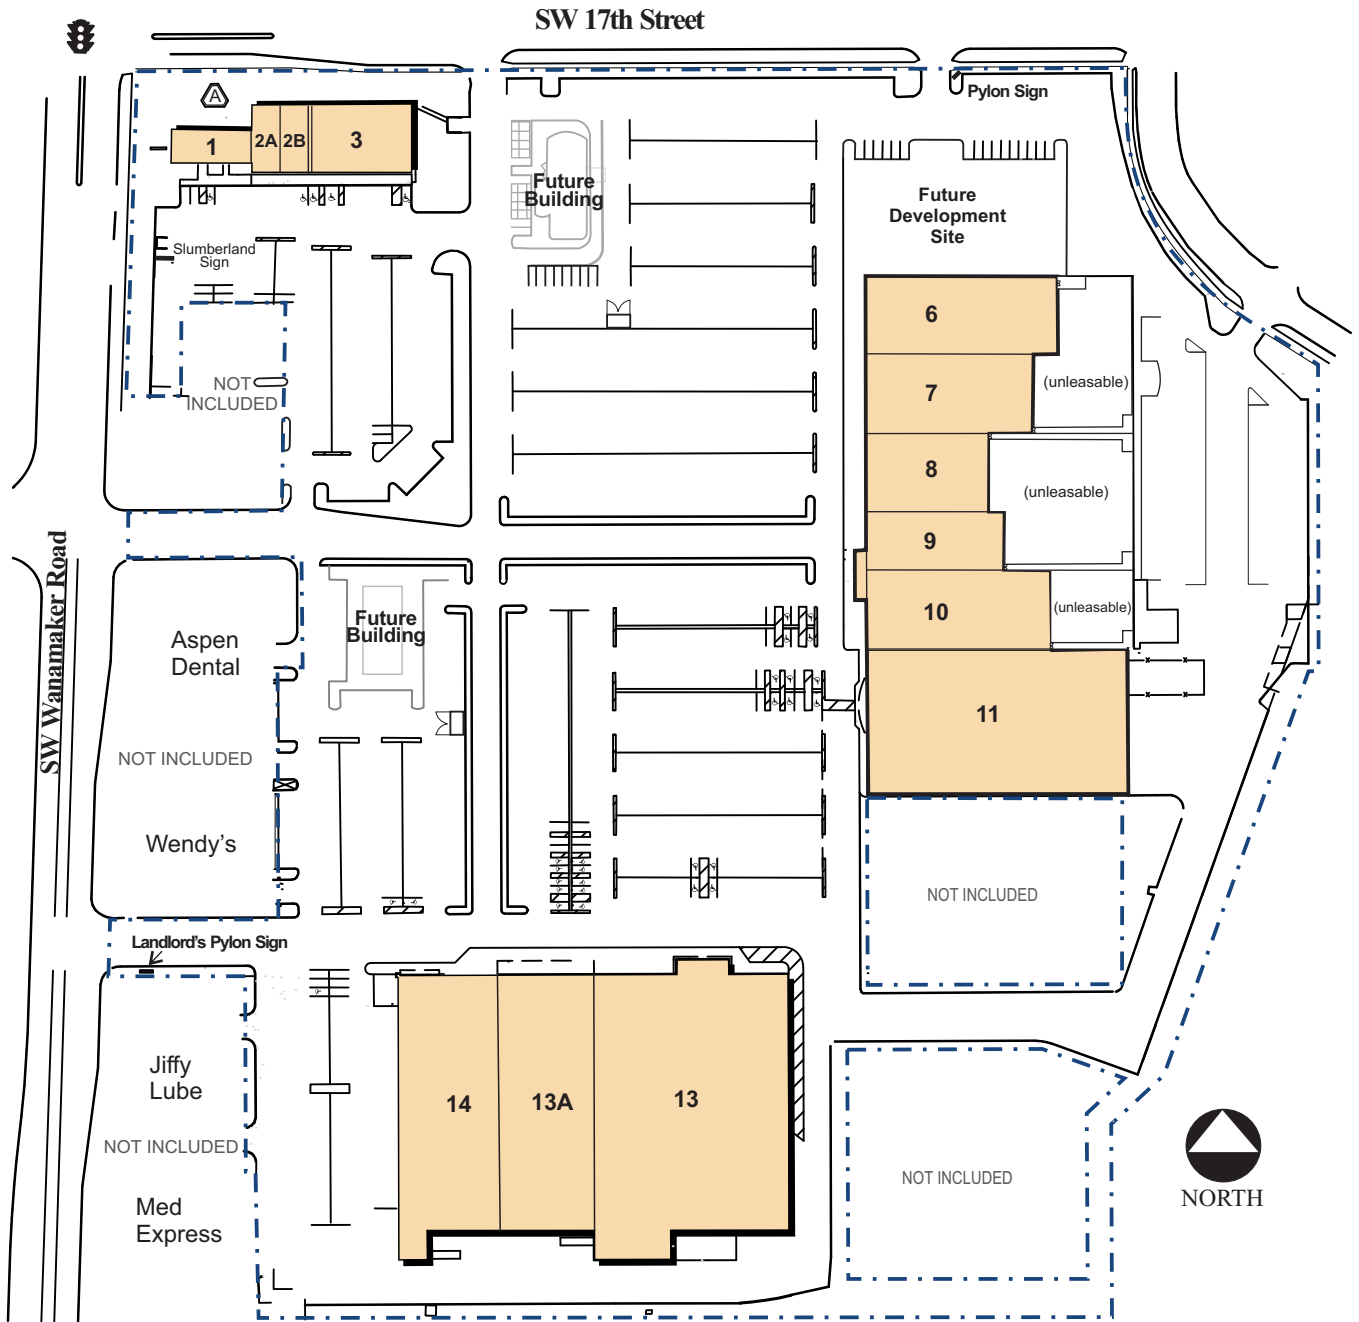 SW 17th Street
Pylon Sign
A
1
2A
2B
3
Future
Building
Future
Development
Site
Slumberland
Sign
6
NOT
INCLUDED
7
(unleasable)
8
(unleasable)
9
SW Wanamaker Road
Aspen
Dental
Future
Building
10
(unleasable)
11
NOT INCLUDED
Wendy's
NOT INCLUDED
Landlord's Pylon Sign
Jiffy
Lube
14
13A
13
NOT INCLUDED
Med
Express
NOT INCLUDED
NORTH